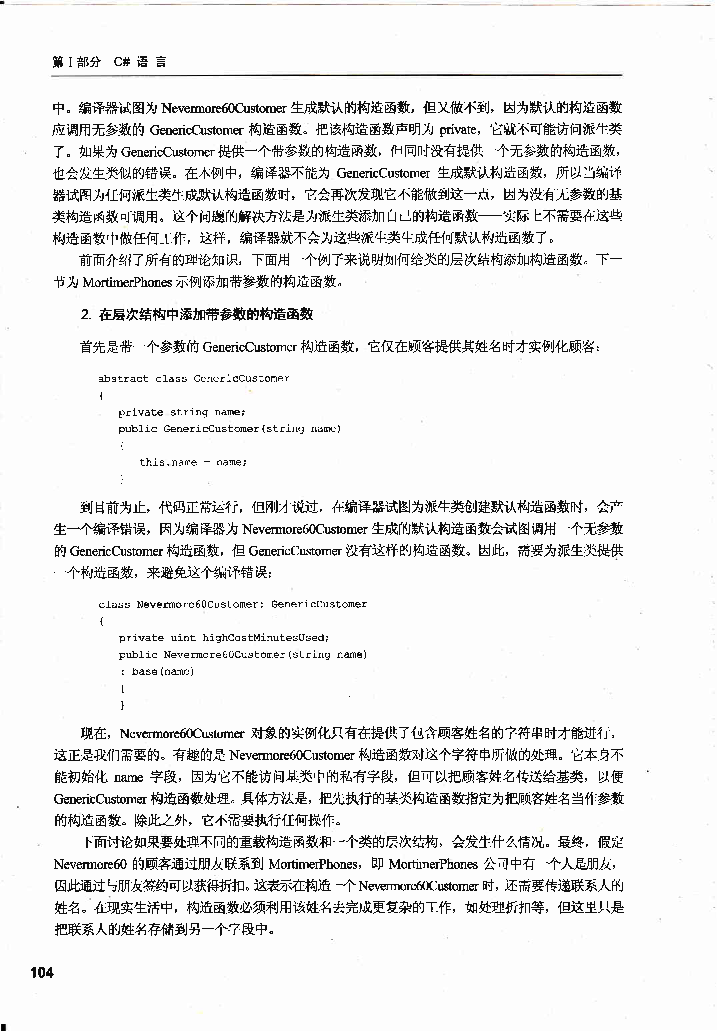 第 I 部分 C# 语 言
中。编译器试图为 Nevermore60Customer 生成默认的构造函数，但又做不到，因为默认的构造函数
应调用无参数的 GenericCustomer 构造函数。把该构造函数声明为 private，它就不可能访问派生类
了。如果为 GenericCustomer 提供一个带参数的构造函数，但同时没有提供一个无参数的构造函数，
也会发生类似的错误。在本例中，编译器不能为 GenericCustomer 生成默认构造函数，所以当编译
器试图为任何派生类生成默认构造函数时，它会再次发现它不能做到这一点，因为没有无参数的基
类构造函数可调用。这个问题的解决方法是为派生类添加自己的构造函数——实际上不需要在这些
构造函数中做任何工作，这样，编译器就不会为这些派生类生成任何默认构造函数了。
前面介绍了所有的理论知识，下面用一个例子来说明如何给类的层次结构添加构造函数。下一
节为 MortimerPhones 示例添加带参数的构造函数。
2. 在层次结构中添加带参数的构造函数
首先是带一个参数的 GenericCustomer 构造函数，它仅在顾客提供其姓名时才实例化顾客：
abstract class GenericCustomer
{
private string name;
public GenericCustomer(string name)
{
this.name = name;
}
到目前为止，代码正常运行，但刚才说过，在编译器试图为派生类创建默认构造函数时，会产
生一个编译错误，因为编译器为 Nevermore60Customer 生成的默认构造函数会试图调用一个无参数
的 GenericCustomer 构造函数，但 GenericCustomer 没有这样的构造函数。因此，需要为派生类提供
一个构造函数，来避免这个编译错误：
class Nevermore60Customer: GenericCustomer
{
private uint highCostMinutesUsed;
public Nevermore60Customer(string name)
: base(name)
{
}
现在，Nevermore60Customer 对象的实例化只有在提供了包含顾客姓名的字符串时才能进行，
这正是我们需要的。有趣的是 Nevermore60Customer 构造函数对这个字符串所做的处理。它本身不
能初始化 name 字段，因为它不能访问基类中的私有字段，但可以把顾客姓名传送给基类，以便
GenericCustomer 构造函数处理。具体方法是，把先执行的基类构造函数指定为把顾客姓名当作参数
的构造函数。除此之外，它不需要执行任何操作。
下面讨论如果要处理不同的重载构造函数和一个类的层次结构，会发生什么情况。最终，假定
Nevermore60 的顾客通过朋友联系到 MortimerPhones，即 MortimerPhones 公司中有一个人是朋友，
因此通过与朋友签约可以获得折扣。这表示在构造一个 Nevermore60Customer 时，还需要传递联系人的
姓名。在现实生活中，构造函数必须利用该姓名去完成更复杂的工作，如处理折扣等，但这里只是
把联系人的姓名存储到另一个字段中。
104